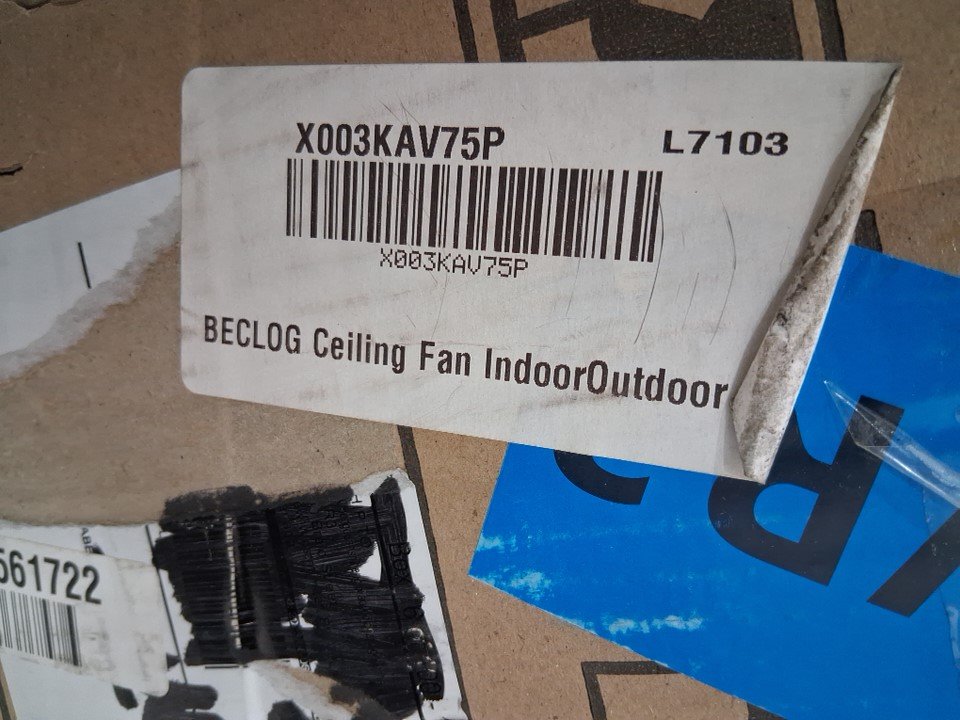 X003KAV75P
L7103
X003KAV75P
BECLOG Ceiling Fan IndoorOutdoor
561722